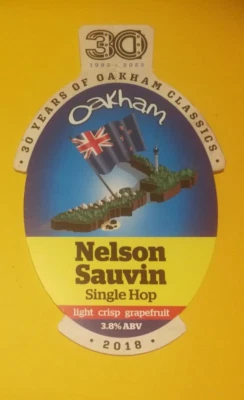 30
1993 - 2023
30 YEARS OF OAKHAM CLASSICS
Oakham
Nelson
Sauvin
Single Hop
light crisp grapefruit
3.8% ABV
· 2018 ·